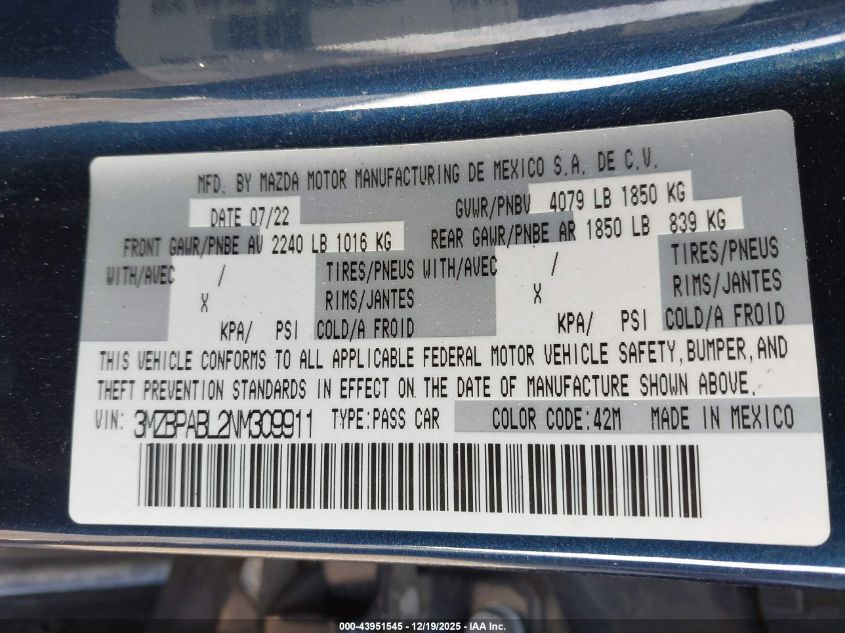 MFD. BY MAZDA MOTOR MANUFACTURING DE MEXICO S.A. DE C.V.
DATE 07/22 GVWR/PNBV 4079 LB 1850 KG
FRONT GAWR/PNBE AV 2240 LB 1016 KG REAR GAWR/PNBE AR 1850 LB 839 KG
WITH/AVEC / TIRES/PNEUS WITH/AVEC / TIRES/PNEUS
X RIMS/JANTES X RIMS/JANTES
KPA/ PSI COLD/A FROID KPA/ PSI COLD/A FROID
THIS VEHICLE CONFORMS TO ALL APPLICABLE FEDERAL MOTOR VEHICLE SAFETY, BUMPER, AND
THEFT PREVENTION STANDARDS IN EFFECT ON THE DATE OF MANUFACTURE SHOWN ABOVE.
VIN: 3MZBPABL2NM309911 TYPE:PASS CAR COLOR CODE:42M MADE IN MEXICO
000-43951545 - 12/19/2025 - IAA Inc.